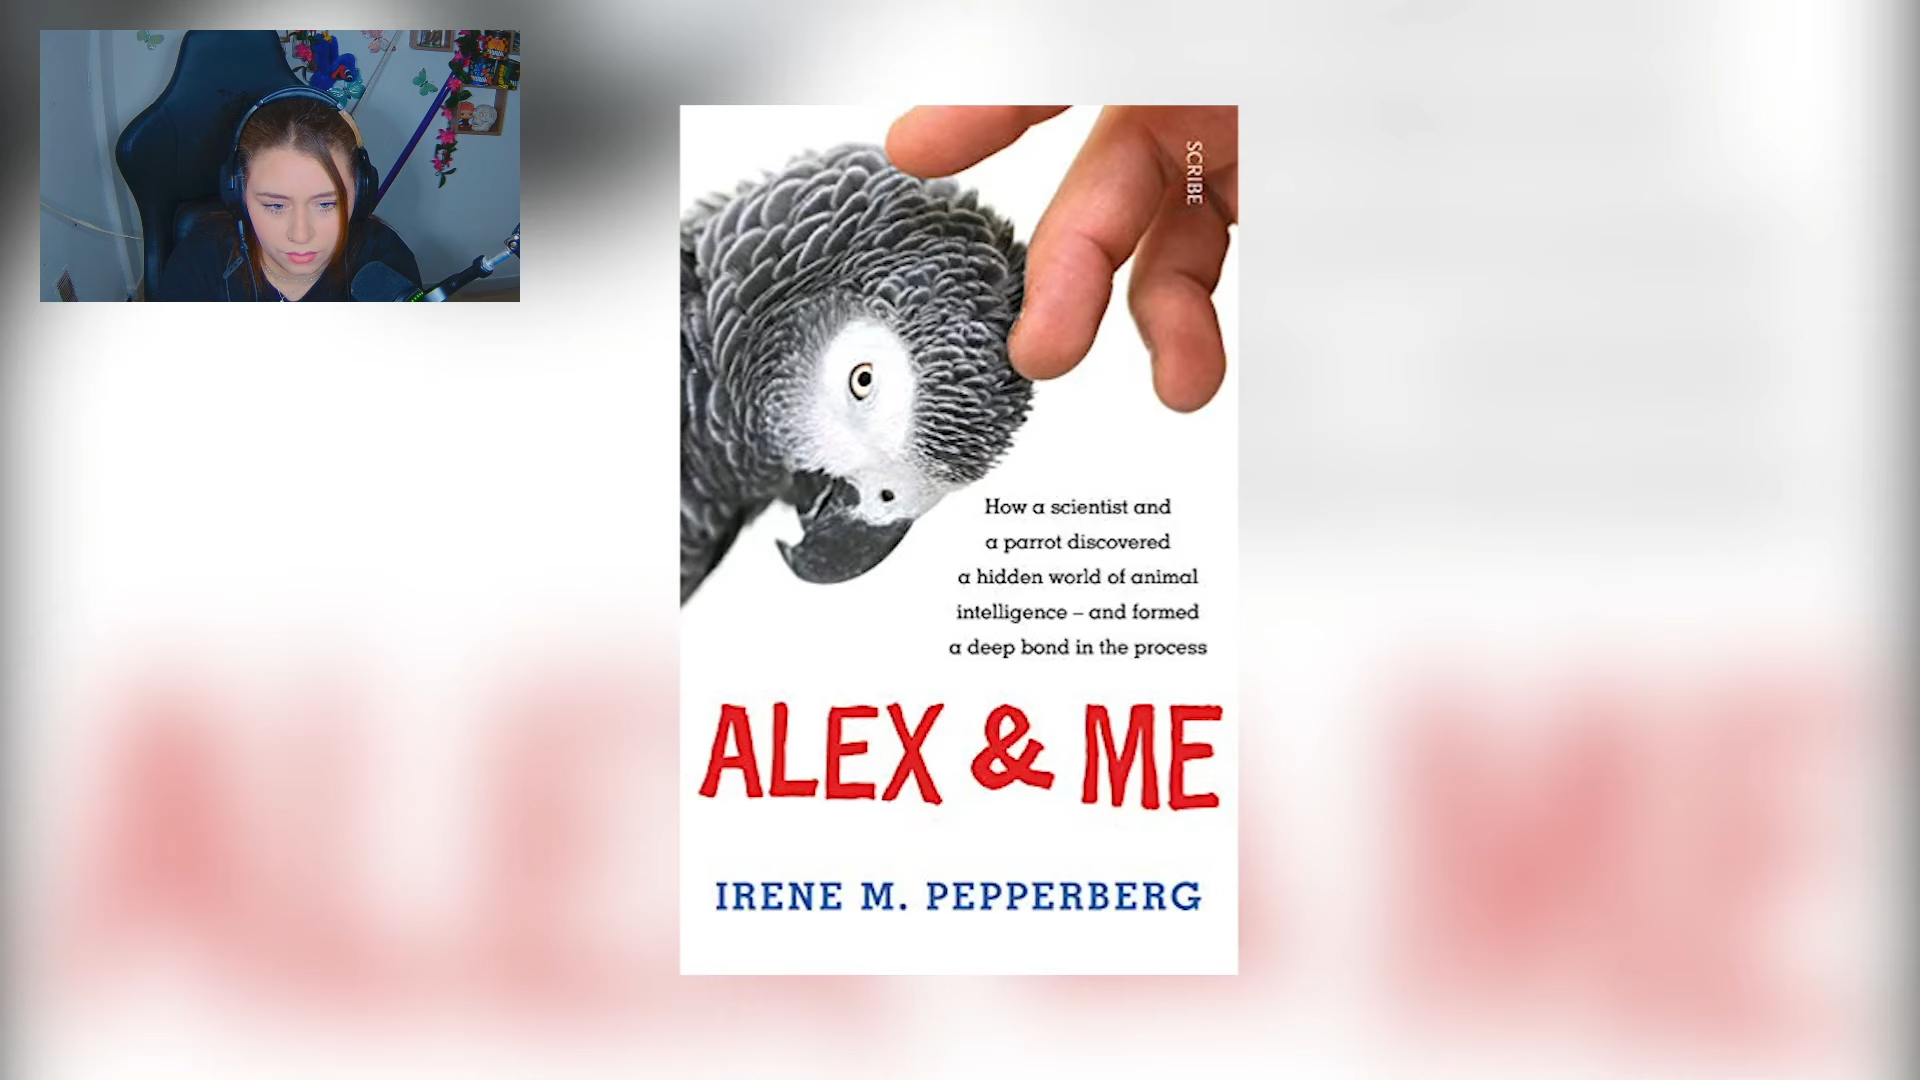 SCRIBE
How a scientist and
a parrot discovered
a hidden world of animal
intelligence – and formed
a deep bond in the process
ALEX & ME
IRENE M. PEPPERBERG